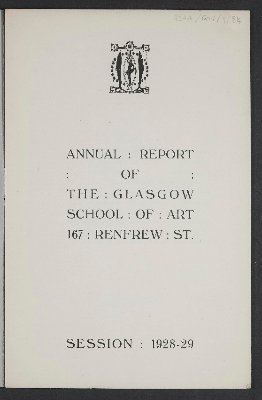 ANNUAL : REPORT
: OF :
THE : GLASGOW
SCHOOL : OF : ART
167 : RENFREW : ST.
SESSION : 1928-29